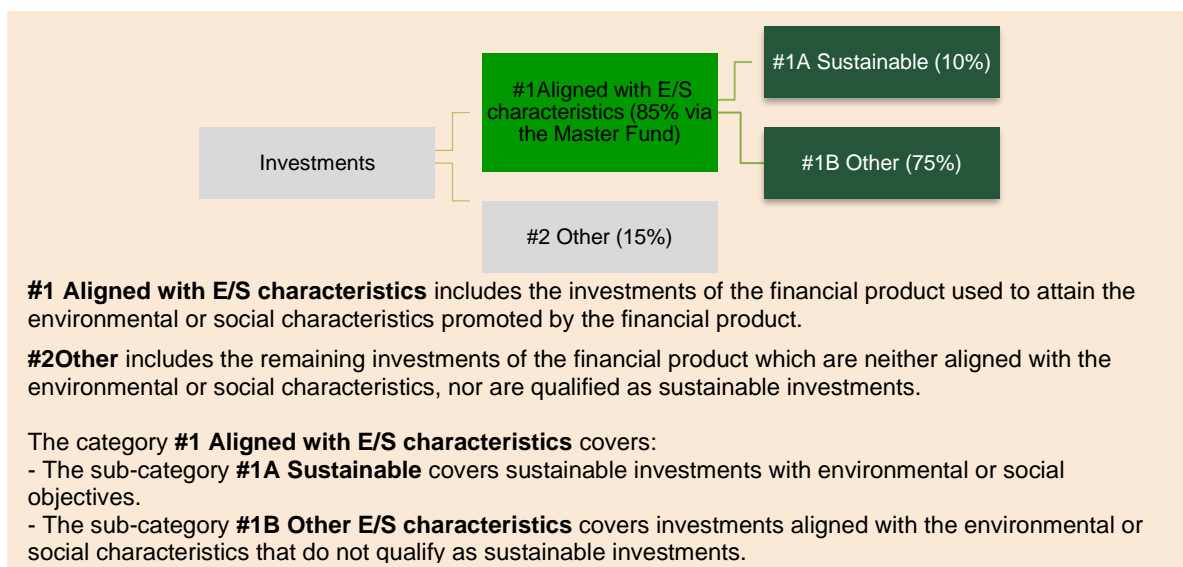 #1A Sustainable (10%)
#1Aligned with E/S
characteristics (85% via
the Master Fund)
Investments
#1B Other (75%)
#2 Other (15%)
#1 Aligned with E/S characteristics includes the investments of the financial product used to attain the
environmental or social characteristics promoted by the financial product.
#2Other includes the remaining investments of the financial product which are neither aligned with the
environmental or social characteristics, nor are qualified as sustainable investments.
The category #1 Aligned with E/S characteristics covers:
- The sub-category #1A Sustainable covers sustainable investments with environmental or social
objectives.
- The sub-category #1B Other E/S characteristics covers investments aligned with the environmental or
social characteristics that do not qualify as sustainable investments.